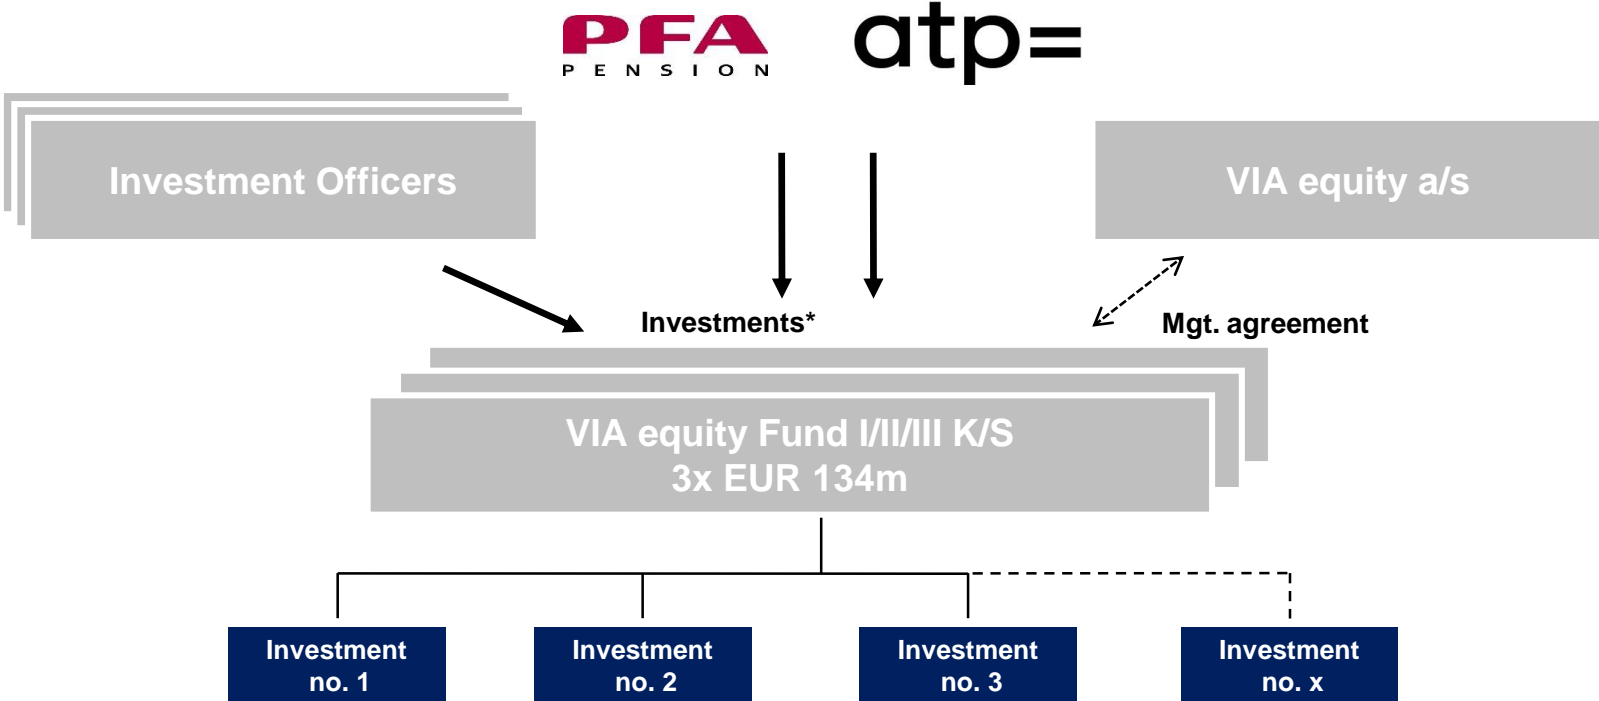 PFA
PENSION
atp=
Investment Officers
VIA equity a/s
Investments*
Mgt. agreement
VIA equity Fund I/II/III K/S
3x EUR 134m
Investment
no. 1
Investment
no. 2
Investment
no. 3
Investment
no. x